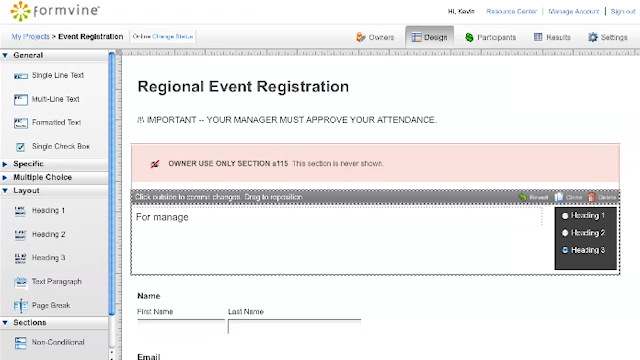 formvine
Hi, Kevin
Resource Center
Manage Account
Sign out
My Projects > Event Registration
Online Change Status
Owners
Design
Participants
Results
Settings
General
Single Line Text
Multi-Line Text
Formatted Text
Single Check Box
Specific
Multiple Choice
Layout
Heading 1
Heading 2
Heading 3
Text Paragraph
Page Break
Sections
Non-Conditional
Regional Event Registration
/!\ IMPORTANT -- YOUR MANAGER MUST APPROVE YOUR ATTENDANCE.
OWNER USE ONLY SECTION a115 This section is never shown.
Click outside to commit changes. Drag to reposition
Revert
Clone
Delete
For manage
Heading 1
Heading 2
Heading 3
Name
First Name
Last Name
Email